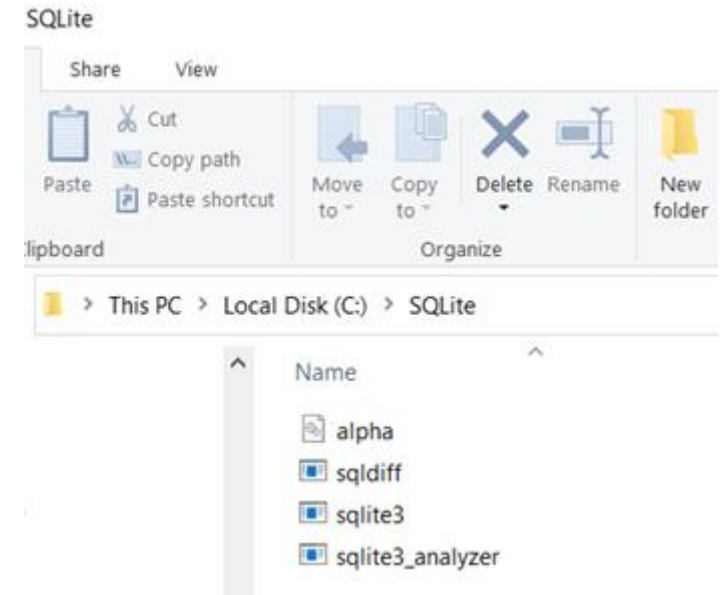 SQLite
Share View
Cut
Copy path
Paste shortcut
Paste
Move to
Copy to
Delete
Rename
New folder
Clipboard
Organize
> This PC > Local Disk (C:) > SQLite
Name
alpha
sqldiff
sqlite3
sqlite3_analyzer